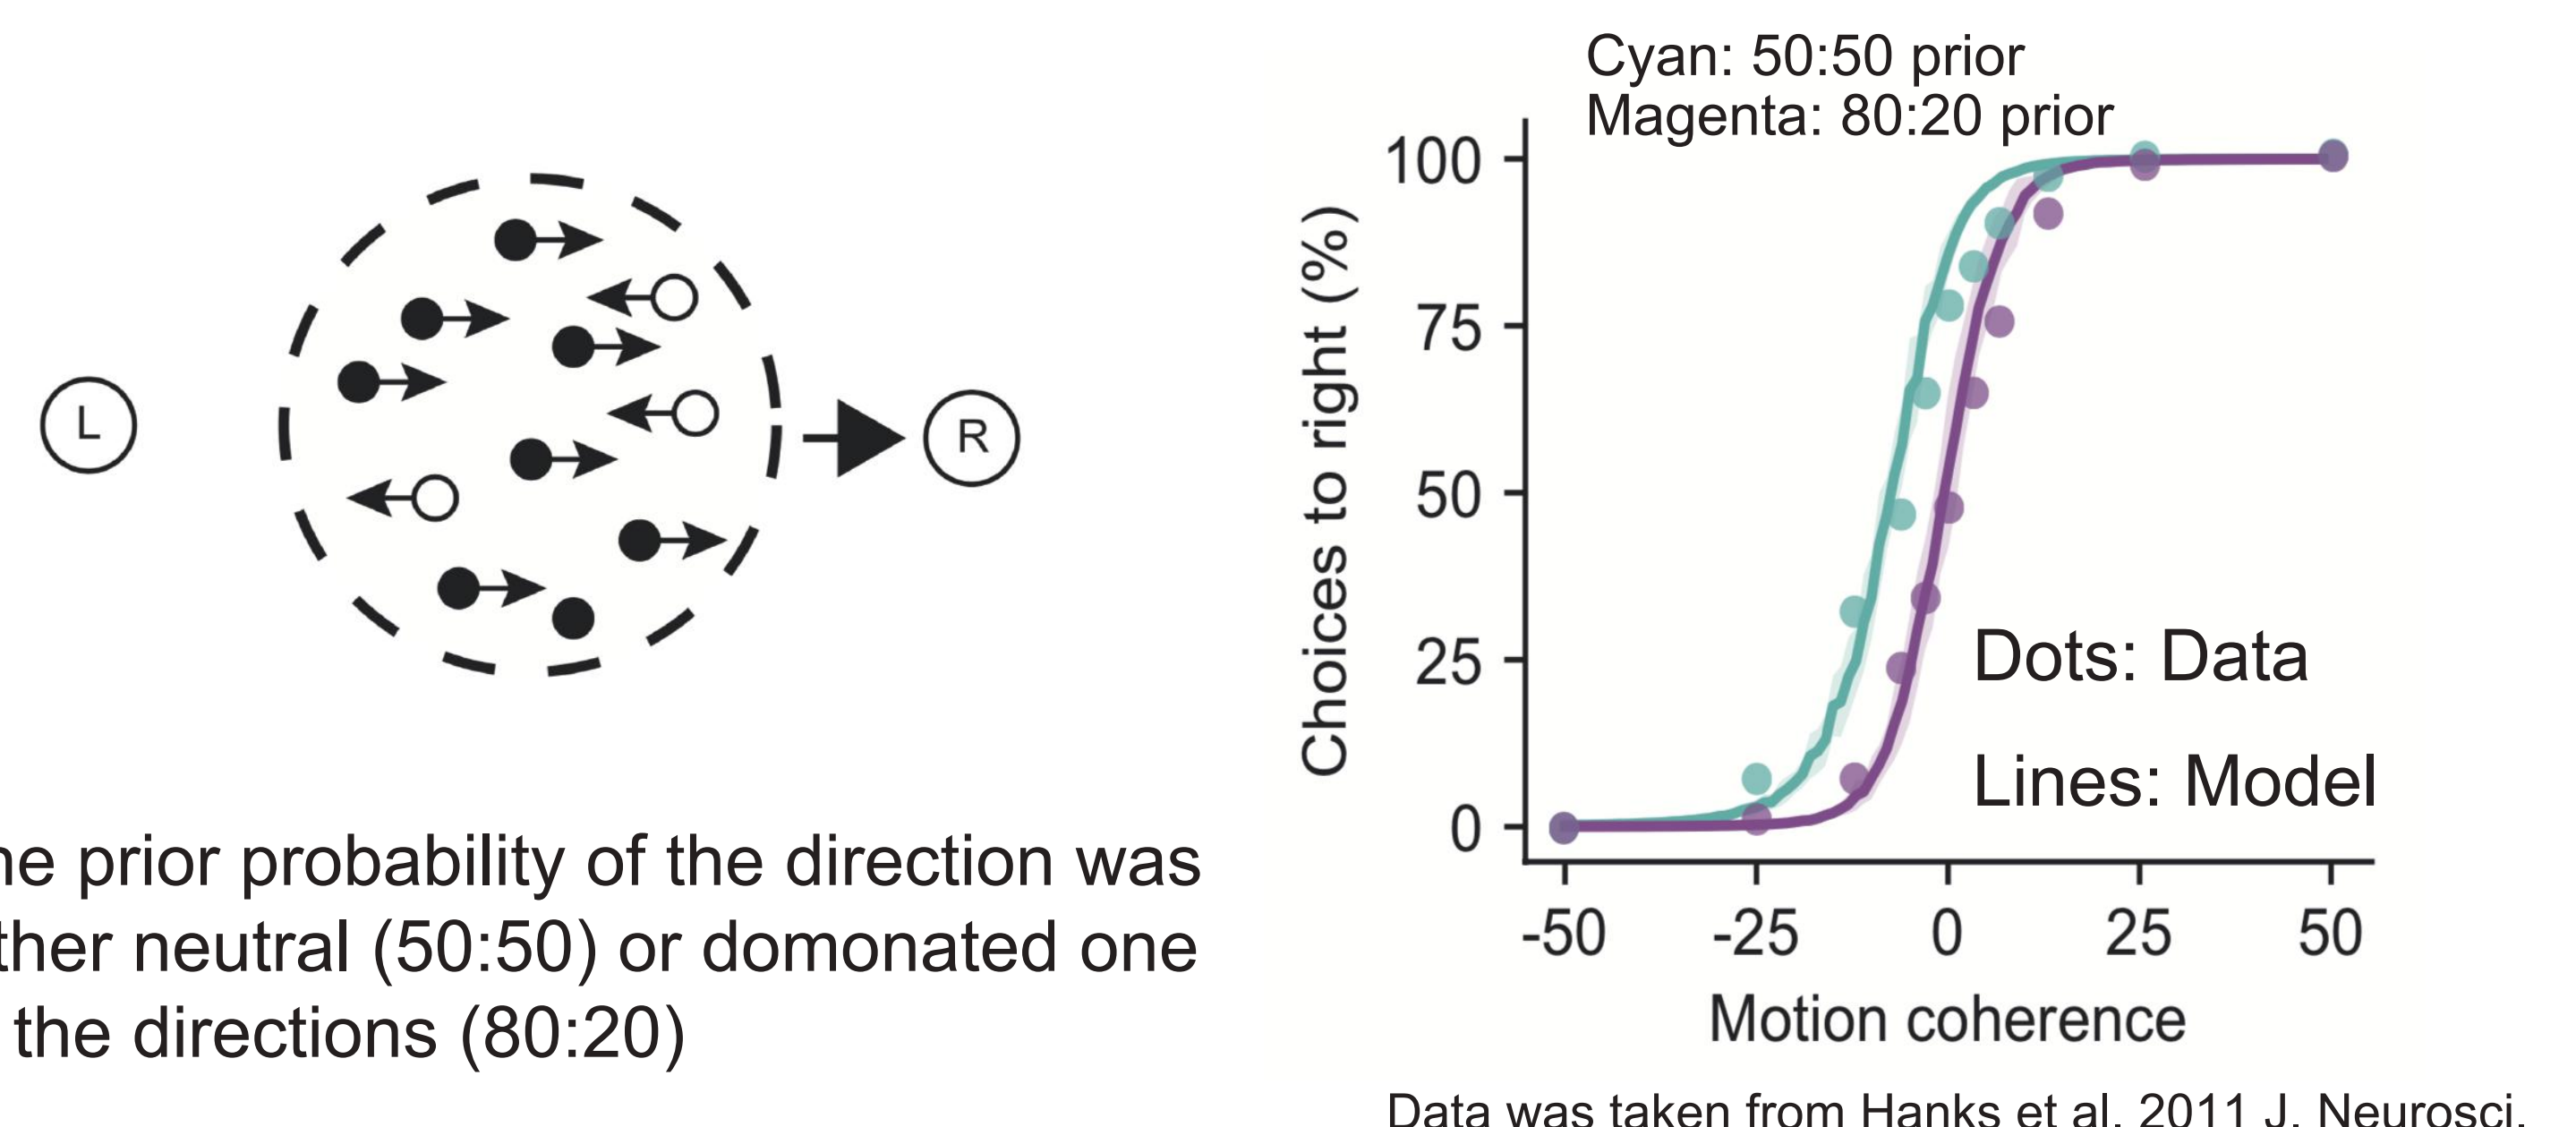 Cyan: 50:50 prior
Magenta: 80:20 prior
100
75
50
25
0
Choices to right (%)
L
R
Dots: Data
Lines: Model
-50 -25 0 25 50
Motion coherence
prior probability of the direction was
neutral (50:50) or domonated one
the directions (80:20)
Data was taken from Hanks et al. 2011 J. Neurosci.